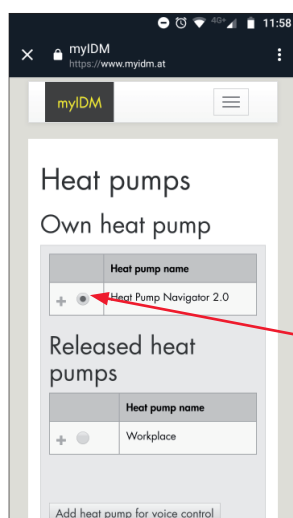 4G+ 11:58
myIDM
https://www.myidm.at
myIDM
Heat pumps
Own heat pump
Heat pump name
Heat Pump Navigator 2.0
Released heat
pumps
Heat pump name
Workplace
Add heat pump for voice control